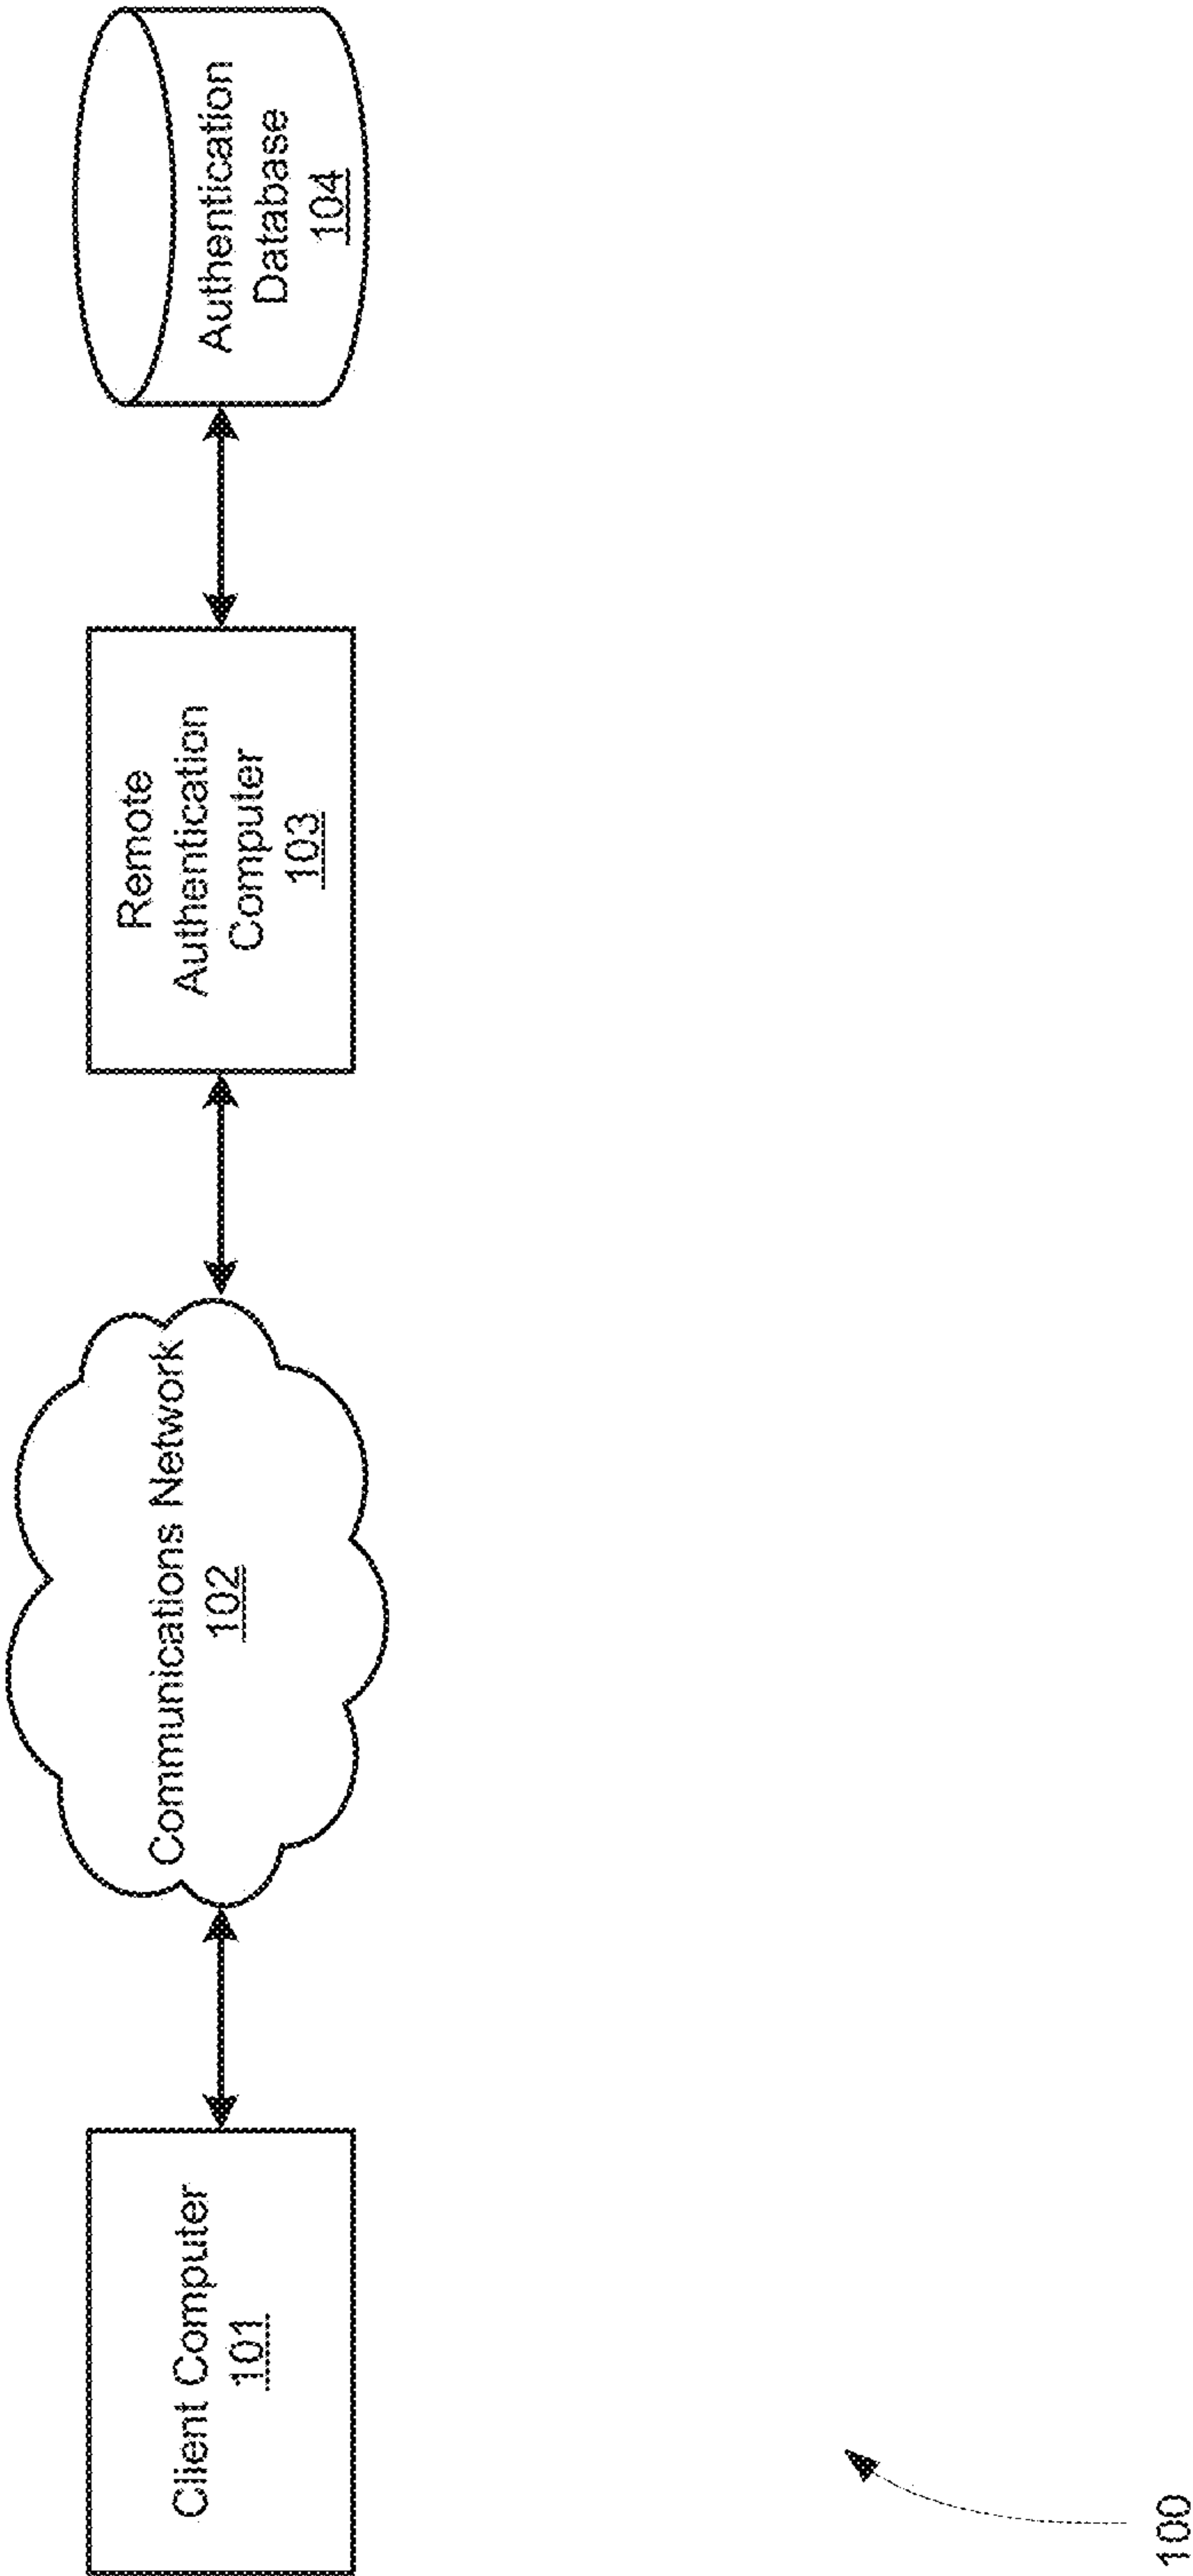 Client Computer
101
Communications Network
102
Remote
Authentication
Computer
103
Authentication
Database
104
100